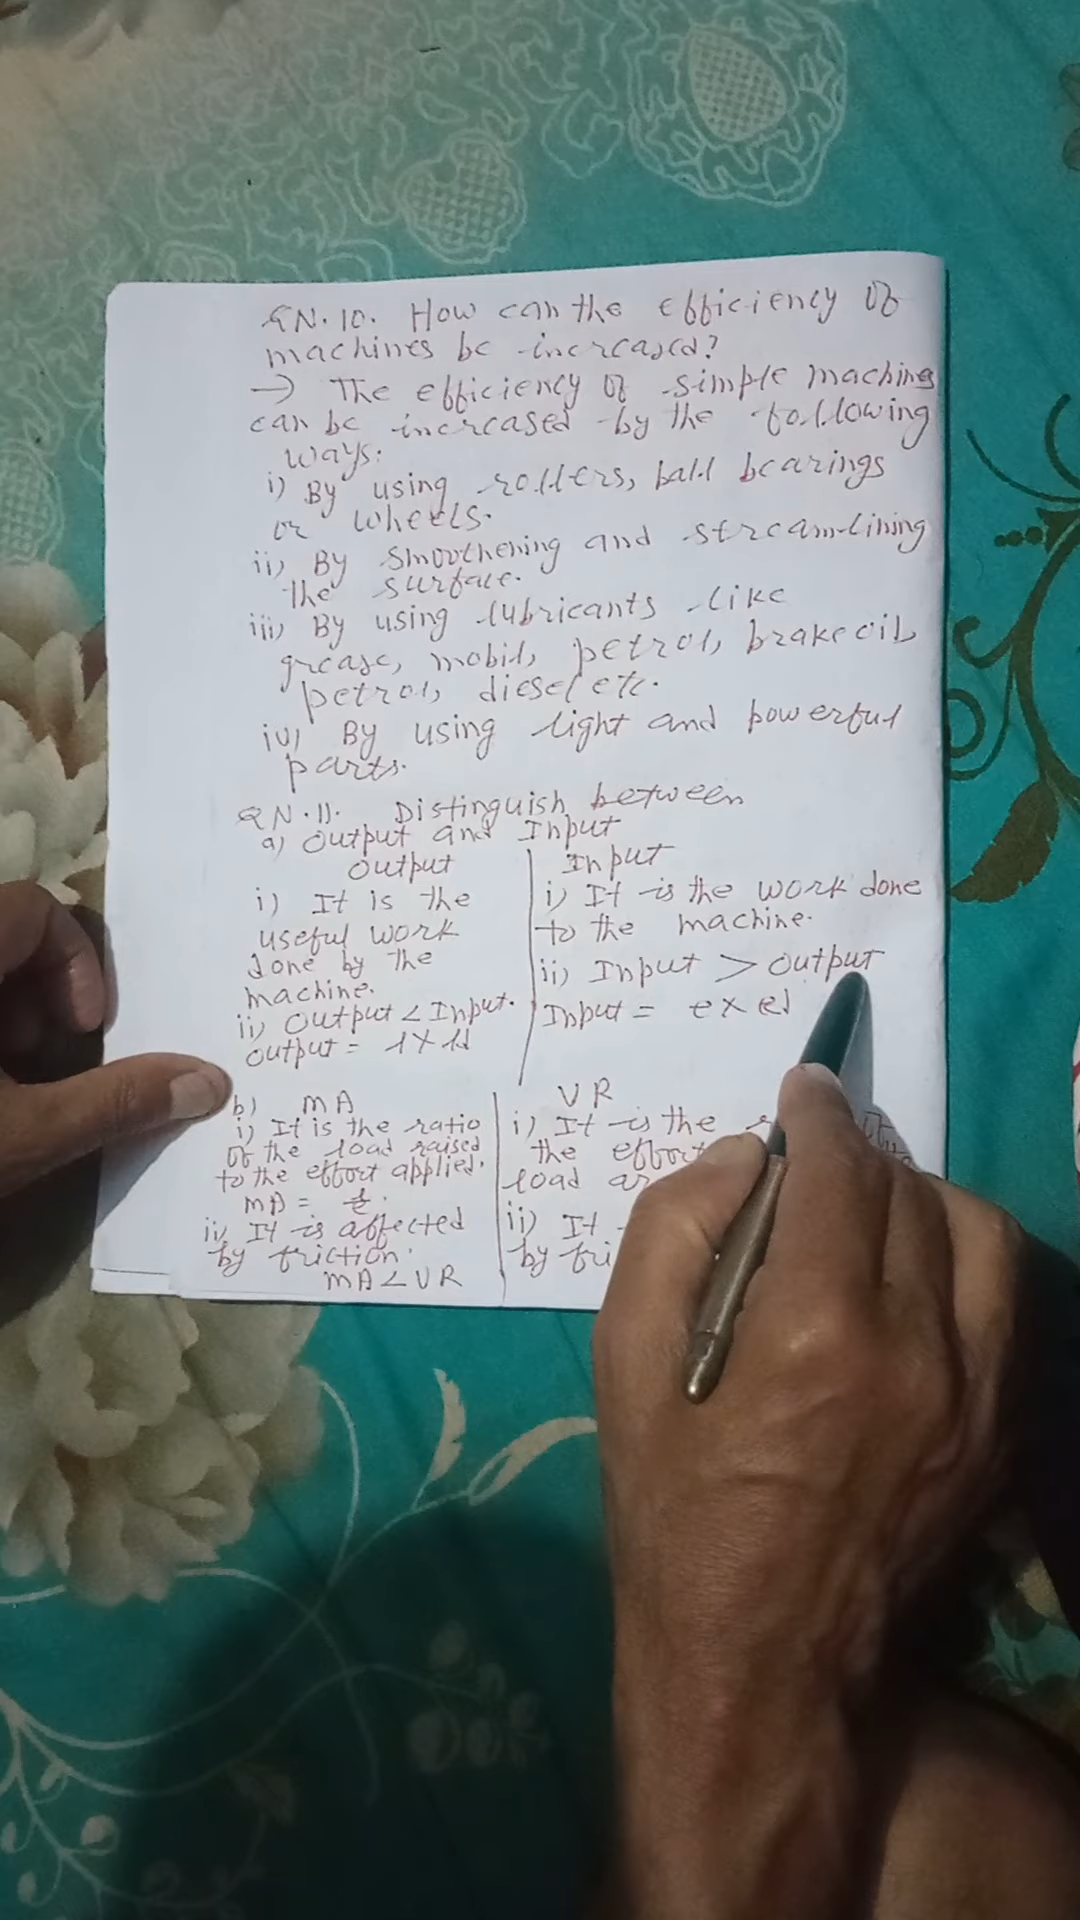 QN.10. How can the efficiency of
machines be increased?
→ The efficiency of simple machines
can be increased by the following
ways:
i) By using rollers, ball bearings
or wheels.
ii) By smoothening and stream-lining
the surface.
iii) By using lubricants like
grease, mobil, petrol, brake oil,
petrol, diesel etc.
iv) By using light and powerful
parts.
QN.11. Distinguish between
a) Output and Input
Output
i) It is the
useful work
done by the
machine.
ii) Output < Input.
output = l × ld
Input
i) It is the work done
to the machine.
ii) Input > output
Input = e × ed
b) MA
i) It is the ratio
of the load raised
to the effort applied.
MA = l/e.
ii) It is affected
by friction.
MA < VR
VR
i) It is the of
the effort
load
ii) It
by